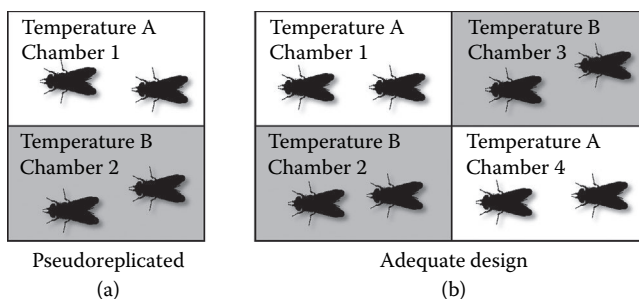 Temperature A
Chamber 1
Temperature B
Chamber 2
Pseudoreplicated
(a)
Temperature A
Chamber 1
Temperature B
Chamber 3
Temperature B
Chamber 2
Temperature A
Chamber 4
Adequate design
(b)